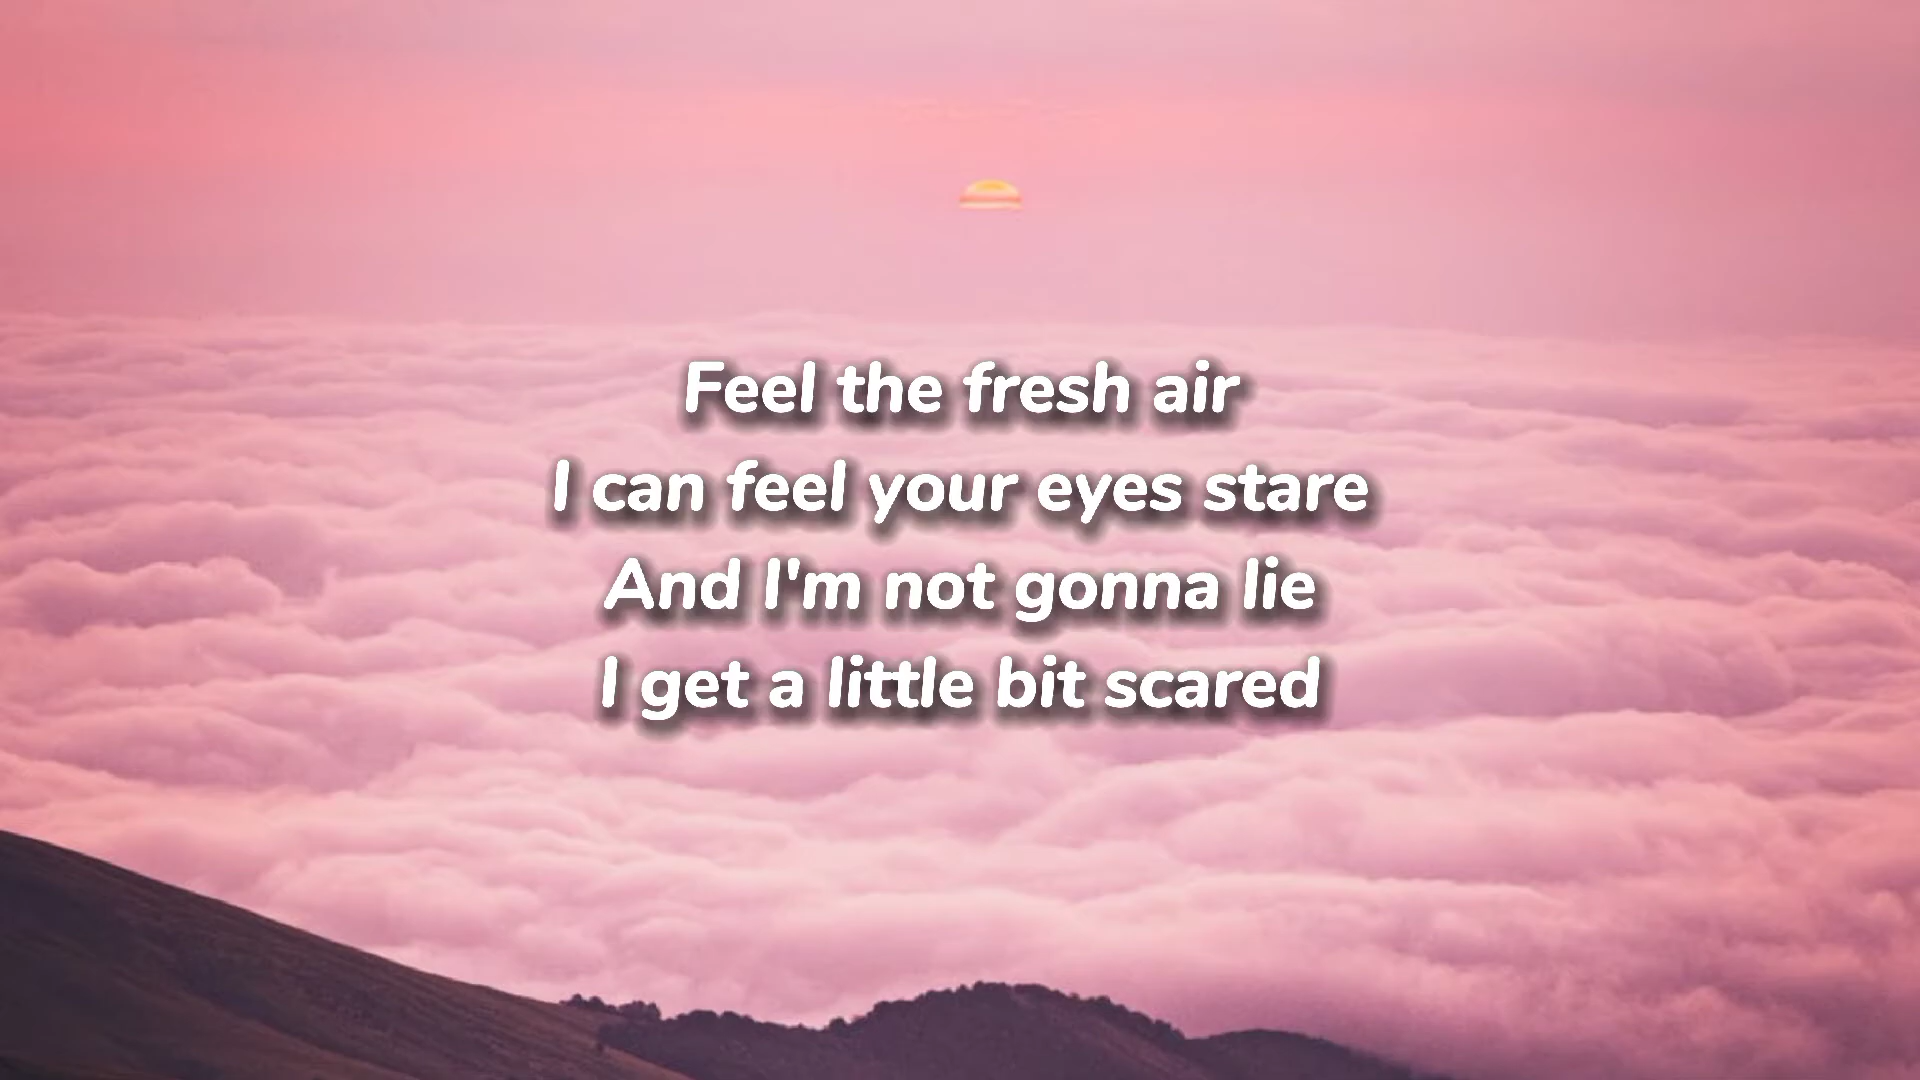 Feel the fresh air
I can feel your eyes stare
And I'm not gonna lie
I get a little bit scared